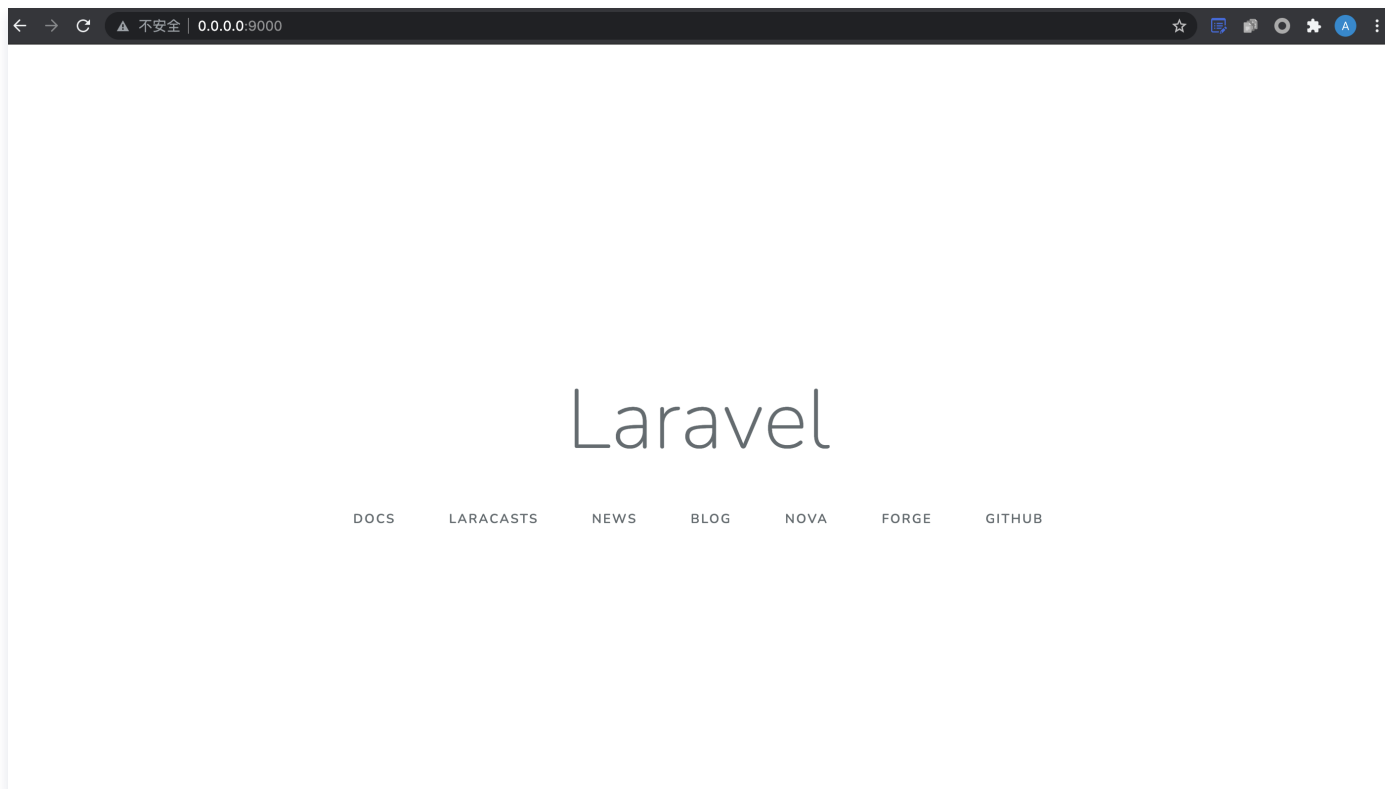 不安全 | 0.0.0.0:9000
A
Laravel
DOCS LARACASTS NEWS BLOG NOVA FORGE GITHUB